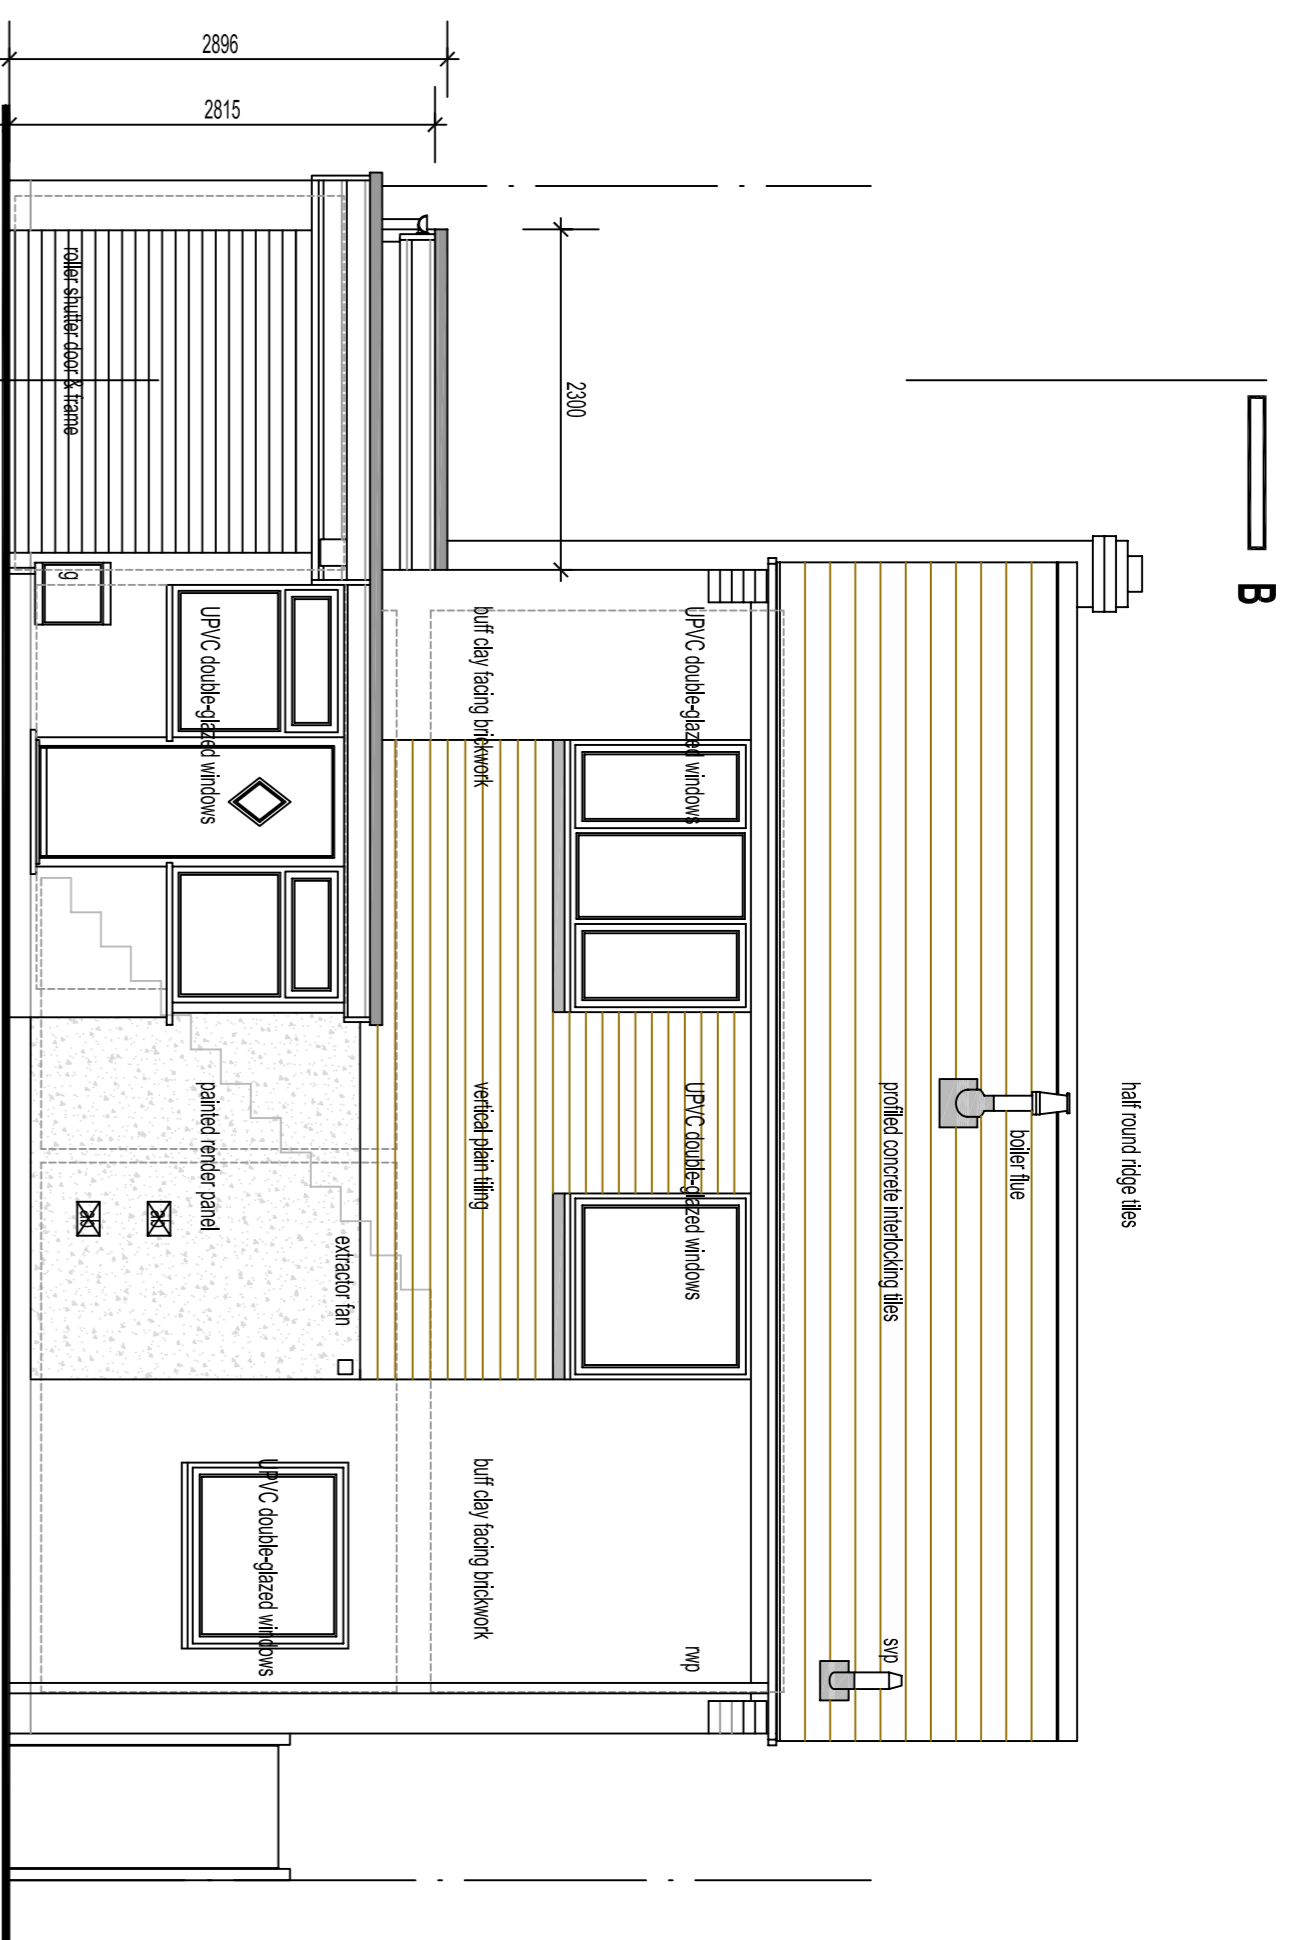 B
half round ridge tiles
boiler flue
profiled concrete interlocking tiles
svp
UPVC double-glazed windows
UPVC double-glazed windows
rwp
2300
buff clay facing brickwork
vertical plain tiling
buff clay facing brickwork
extractor fan
UPVC double-glazed windows
painted render panel
UPVC double-glazed windows
ab
ab
roller shutter door & frame
g
2896
2815